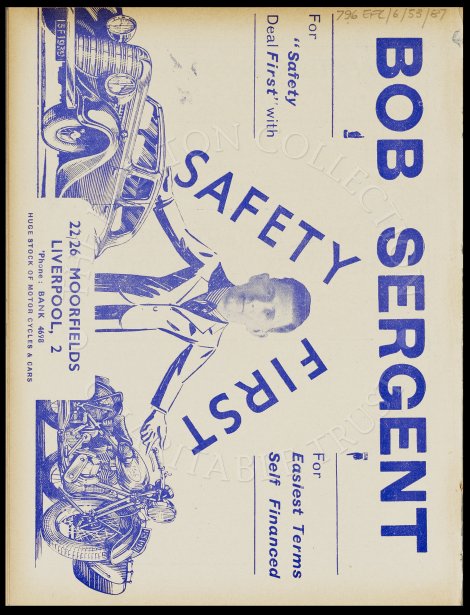 796 EFC/6/53/87
BOB SERGENT
For
"Safety
Deal First" with
For
Easiest Terms
Self Financed
SAFETY
FIRST
22/26 MOORFIELDS
LIVERPOOL, 2
'Phone: BANK 4698
HUGE STOCK OF MOTOR CYCLES & CARS